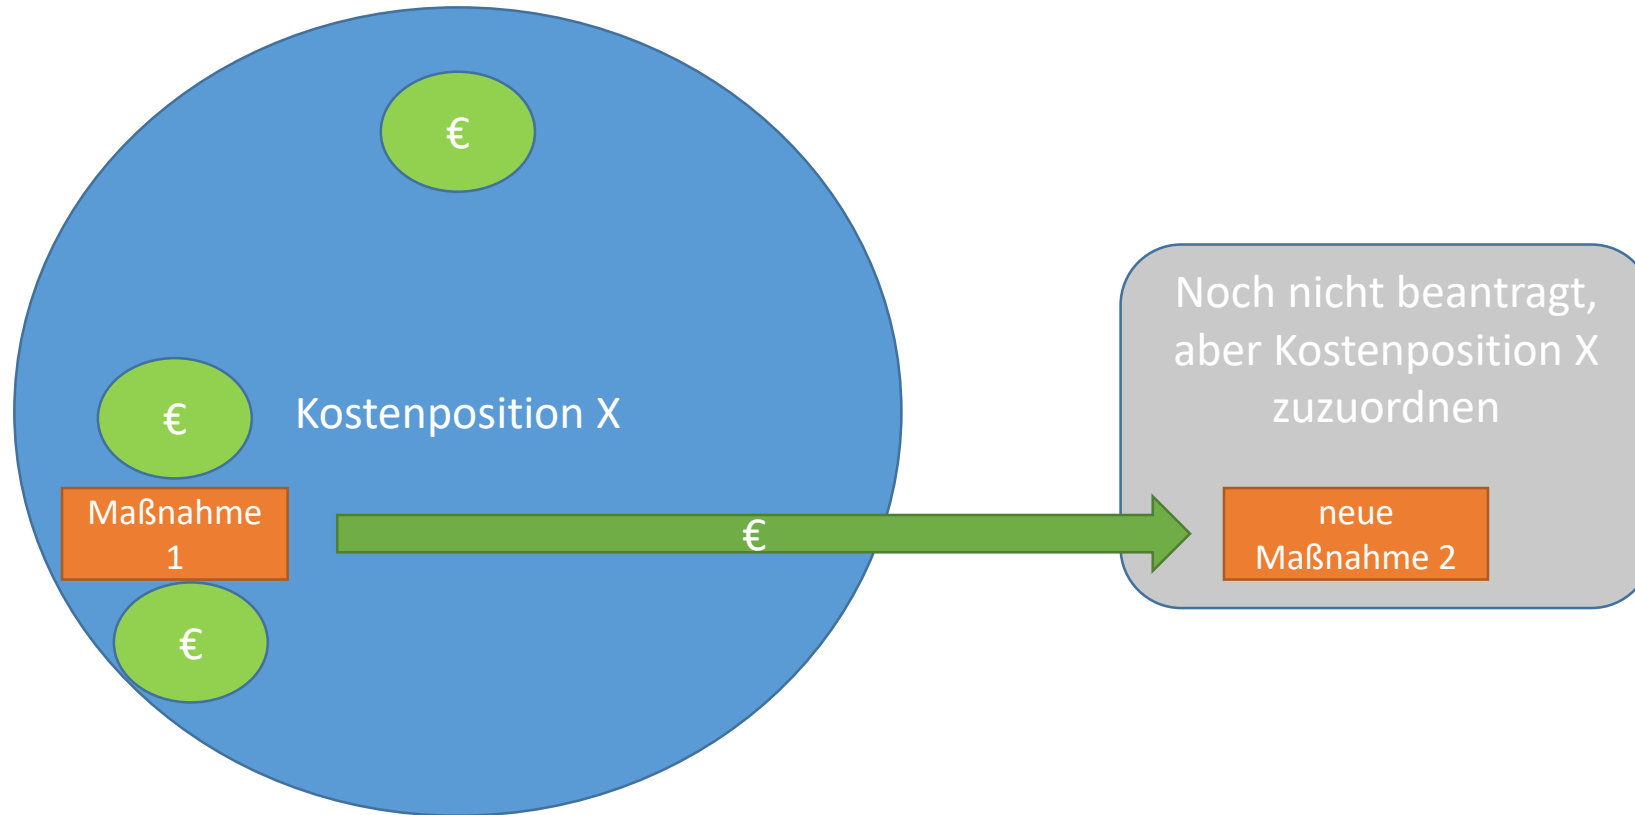 €
€
Kostenposition X
Maßnahme
1
€
€
Noch nicht beantragt,
aber Kostenposition X
zuzuordnen
neue
Maßnahme 2